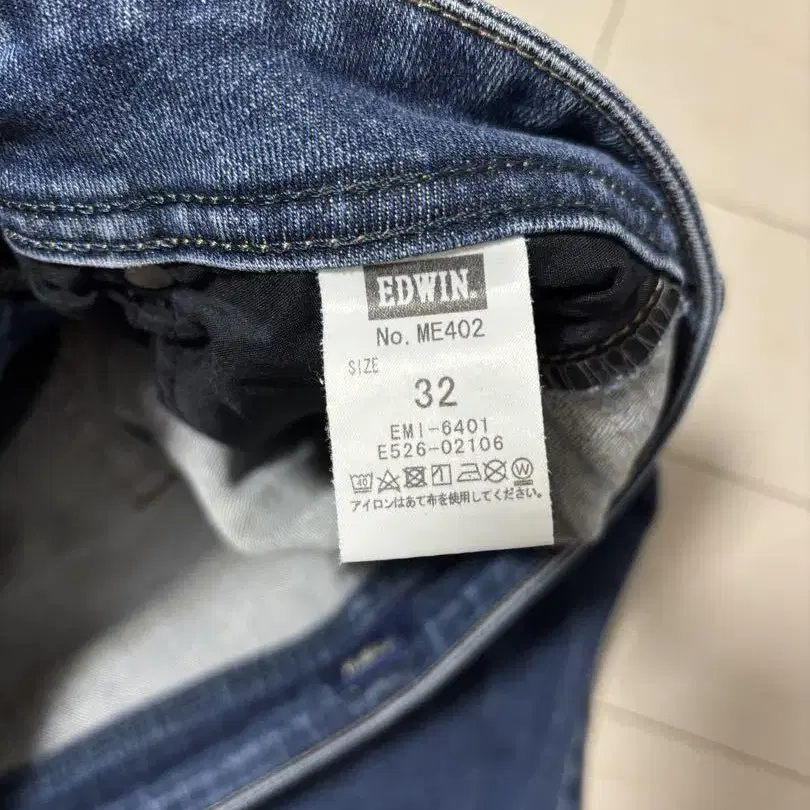 EDWIN.
No. ME402
SIZE
32
EMI-6401
E526-02106
40 W
アイロンはあて布を使用してください。